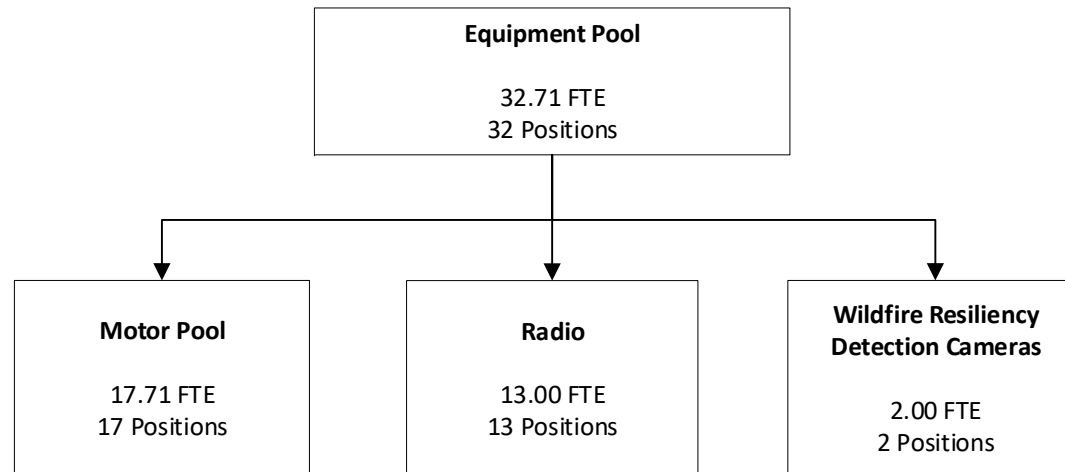 Equipment Pool
32.71 FTE
32 Positions
Motor Pool
17.71 FTE
17 Positions
Radio
13.00 FTE
13 Positions
Wildfire Resiliency
Detection Cameras
2.00 FTE
2 Positions